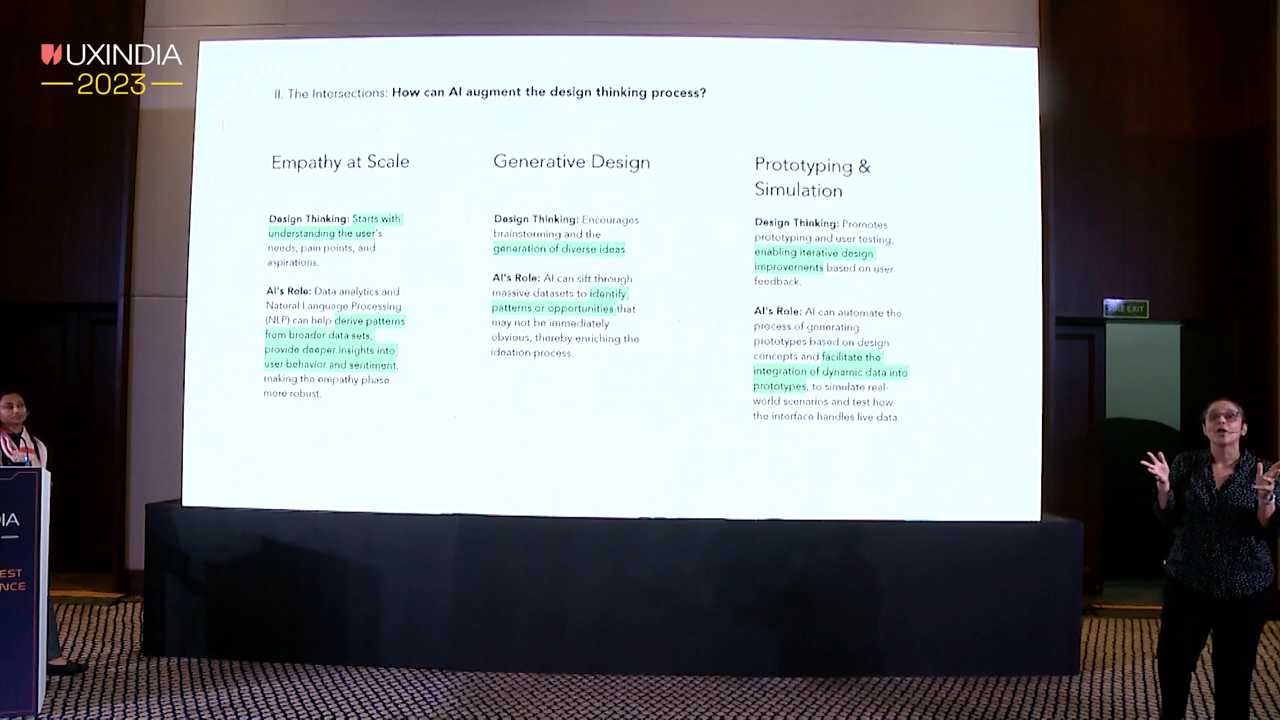 UXINDIA
2023
II. The Intersections: How can AI augment the design thinking process?
Empathy at Scale
Design Thinking: Starts with
understanding the user's
needs, pain points, and
aspirations.
AI's Role: Data analytics and
Natural Language Processing
(NLP) can help derive patterns
from broader data sets,
provide deeper insights into
user behavior and sentiment,
making the empathy phase
more robust.
Generative Design
Design Thinking: Encourages
brainstorming and the
generation of diverse ideas.
AI's Role: AI can sift through
massive datasets to identify
patterns or opportunities that
may not be immediately
obvious, thereby enriching the
ideation process.
Prototyping &
Simulation
Design Thinking: Promotes
prototyping and user testing,
enabling iterative design
improvements based on user
feedback.
AI's Role: AI can automate the
process of generating
prototypes based on design
concepts and facilitate the
integration of dynamic data into
prototypes, to simulate real-
world scenarios and test how
the interface handles live data.
EXIT
DIA
EST
NCE